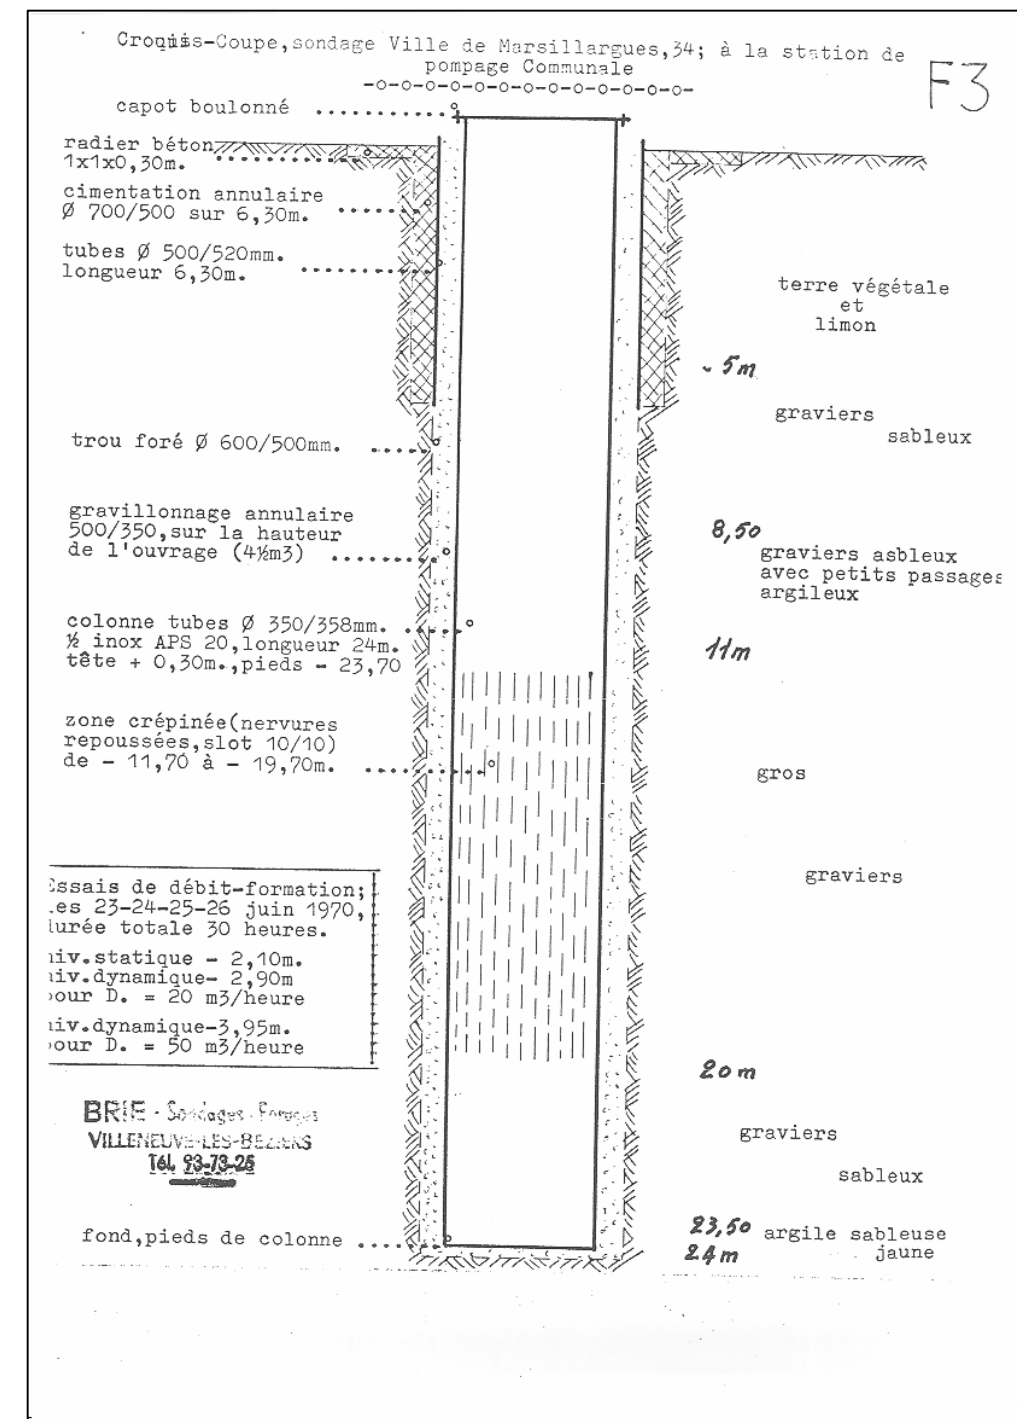 Croquis-Coupe,sondage Ville de Marsillargues,34; à la station de
pompage Communale
-o-o-o-o-o-o-o-o-o-o-o-o-o-
F3
capot boulonné
radier béton
1x1x0,30m.
cimentation annulaire
Ø 700/500 sur 6,30m.
tubes Ø 500/520mm.
longueur 6,30m.
terre végétale
et
limon
- 5m
graviers
sableux
trou foré Ø 600/500mm.
gravillonnage annulaire
500/350,sur la hauteur
de l'ouvrage (4½m3)
8,50
graviers asbleux
avec petits passages
argileux
colonne tubes Ø 350/358mm.
½ inox APS 20,longueur 24m.
tête + 0,30m.,pieds - 23,70
11m
zone crépinée(nervures
repoussées,slot 10/10)
de - 11,70 à - 19,70m.
gros
graviers
ssais de débit-formation;
es 23-24-25-26 juin 1970,
urée totale 30 heures.
iv.statique - 2,10m.
iv.dynamique- 2,90m
our D. = 20 m3/heure
iv.dynamique-3,95m.
our D. = 50 m3/heure
20m
BRIE - Sondages - Forages
VILLENEUVE-LES-BEZIERS
Tél. 93-73-25
graviers
sableux
fond,pieds de colonne
23,50 argile sableuse
24m jaune